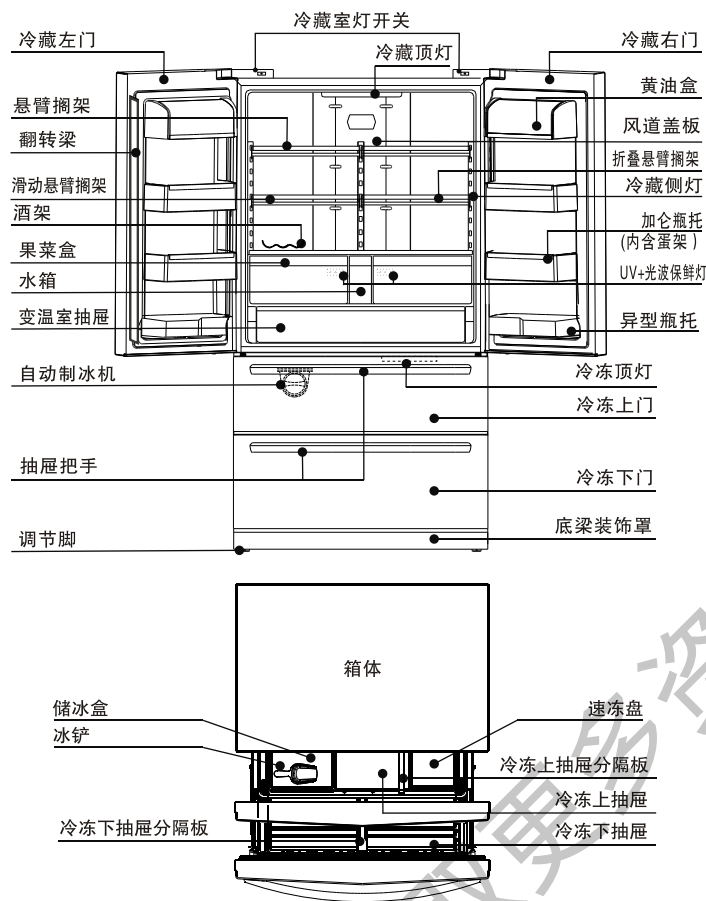 冷藏室灯开关
冷藏左门
冷藏顶灯
冷藏右门
悬臂搁架
翻转梁
滑动悬臂搁架
酒架
果菜盒
水箱
变温室抽屉
自动制冰机
抽屉把手
调节脚
黄油盒
风道盖板
折叠悬臂搁架
冷藏侧灯
加仑瓶托
(内含蛋架)
UV+光波保鲜灯
异型瓶托
冷冻顶灯
冷冻上门
冷冻下门
底梁装饰罩
箱体
储冰盒
冰铲
冷冻下抽屉分隔板
速冻盘
冷冻上抽屉分隔板
冷冻上抽屉
冷冻下抽屉
取更多资